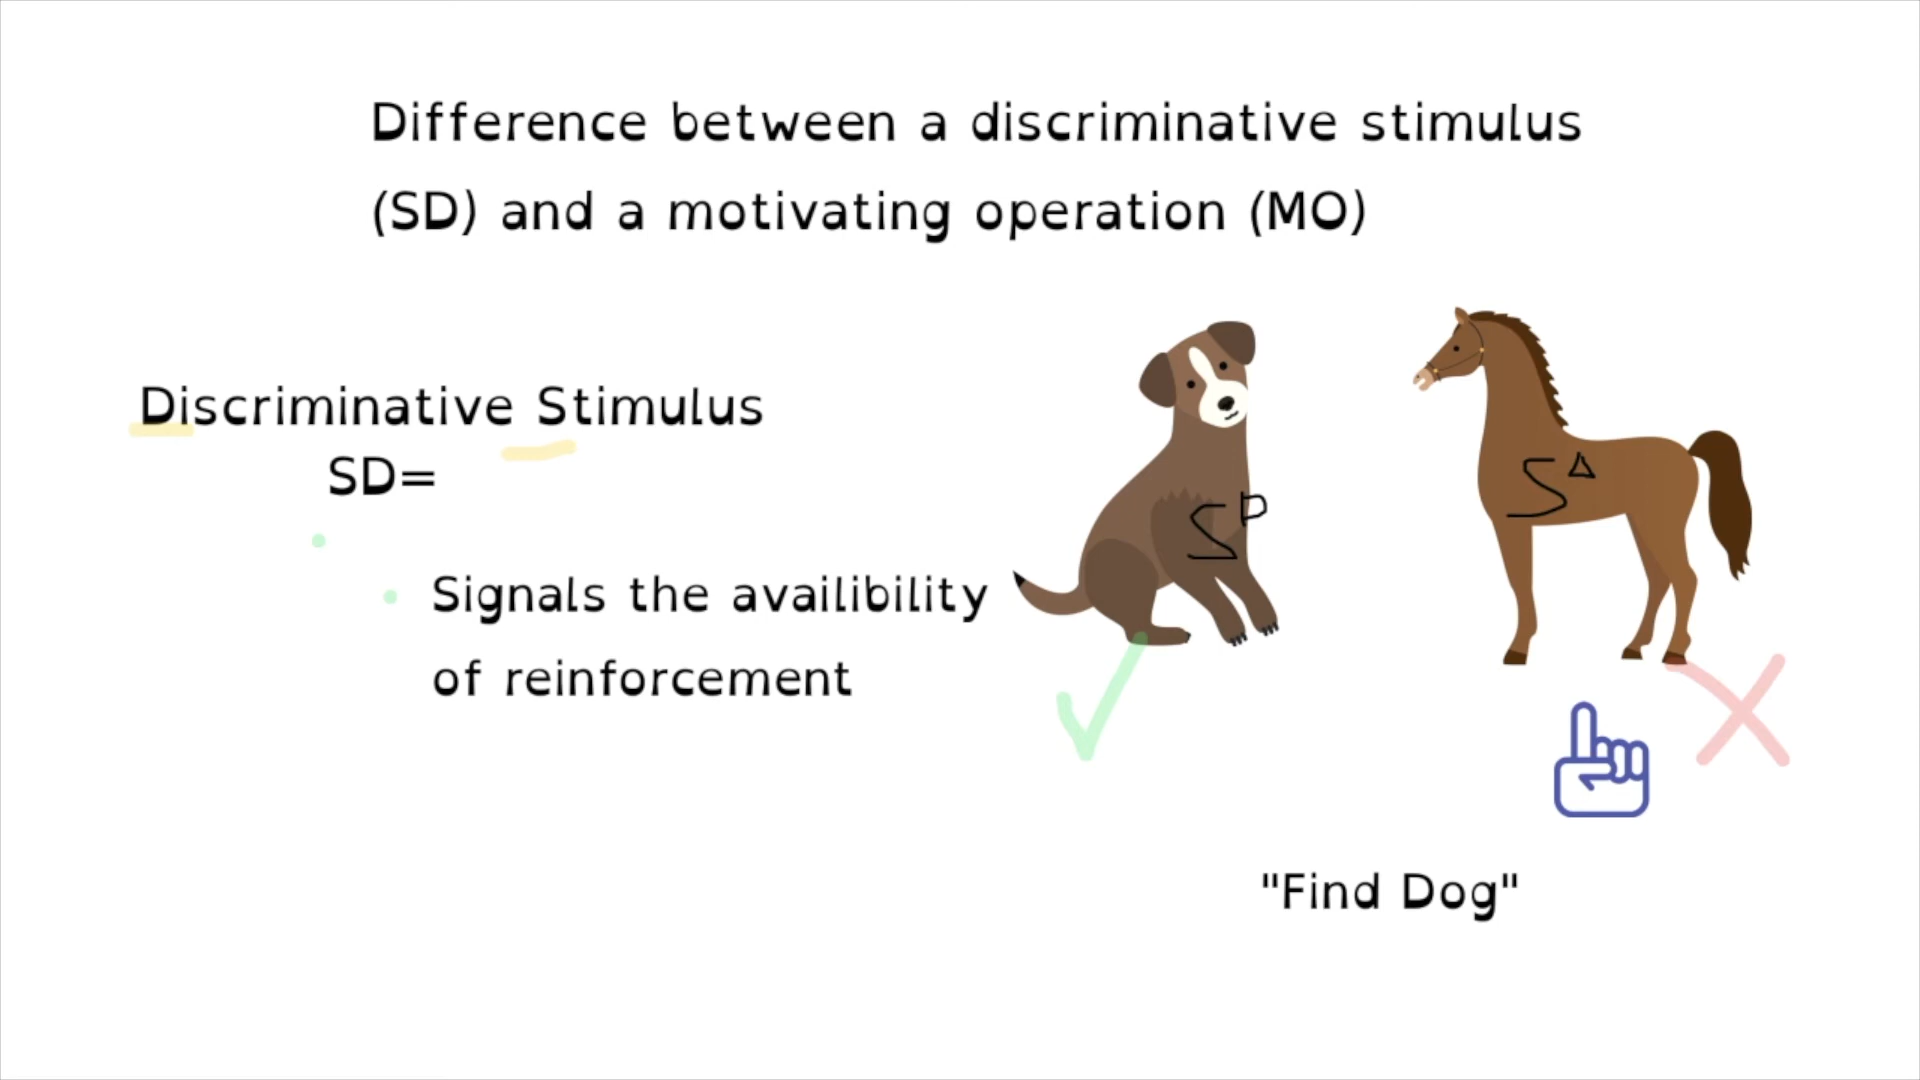 Difference between a discriminative stimulus
(SD) and a motivating operation (MO)
Discriminative Stimulus
SD=
Signals the availibility
of reinforcement
S^D
S^Δ
"Find Dog"